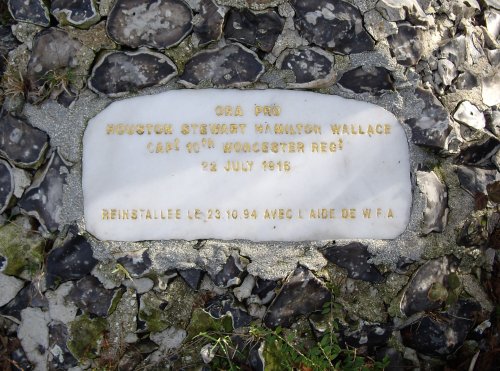 ORA PRO
HOUSTON STEWART HAMILTON WALLACE
CAPT 10TH WORCESTER REGT
22 JULY 1916
REINSTALLEE LE 23.10.94 AVEC L AIDE DE W F A